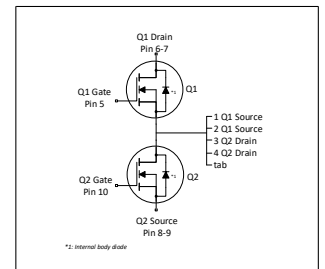 Q1 Drain
Pin 6-7
*1
Q1 Gate
Pin 5
Q1
1 Q1 Source
2 Q1 Source
3 Q2 Drain
4 Q2 Drain
tab
*1
Q2 Gate
Pin 10
Q2
Q2 Source
Pin 8-9
*1: Internal body diode